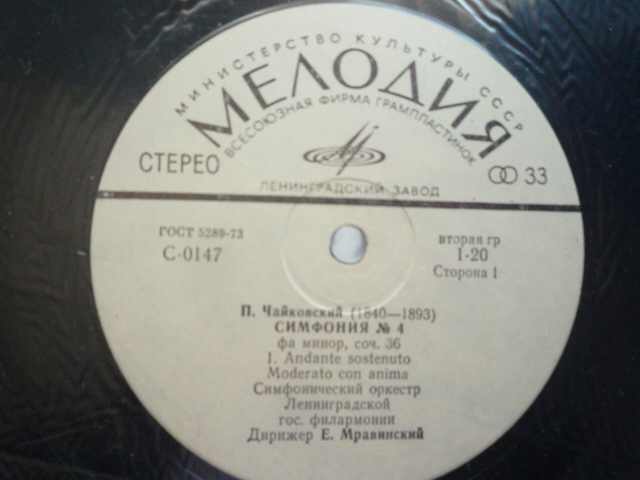 МИНИСТЕРСТВО КУЛЬТУРЫ СССР
МЕЛОДИЯ
ВСЕСОЮЗНАЯ ФИРМА ГРАМПЛАСТИНОК
СТЕРЕО
33
ЛЕНИНГРАДСКИЙ ЗАВОД
ГОСТ 5289-73
С-0147
вторая гр
1-20
Сторона 1
П. Чайковский (1840—1893)
СИМФОНИЯ № 4
фа минор, соч. 36
1. Andante sostenuto
Moderato con anima
Симфонический оркестр
Ленинградской
гос. филармонии
Дирижер Е. Мравинский